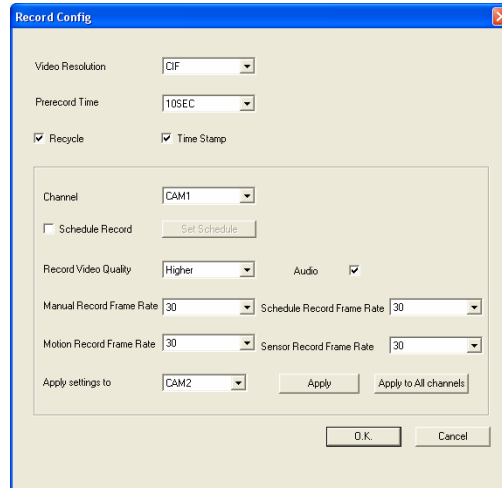 Record Config
Video Resolution CIF
Prerecord Time 10SEC
Recycle Time Stamp
Channel CAM1
Schedule Record Set Schedule
Record Video Quality Higher Audio
Manual Record Frame Rate 30 Schedule Record Frame Rate 30
Motion Record Frame Rate 30 Sensor Record Frame Rate 30
Apply settings to CAM2 Apply Apply to All channels
O.K. Cancel